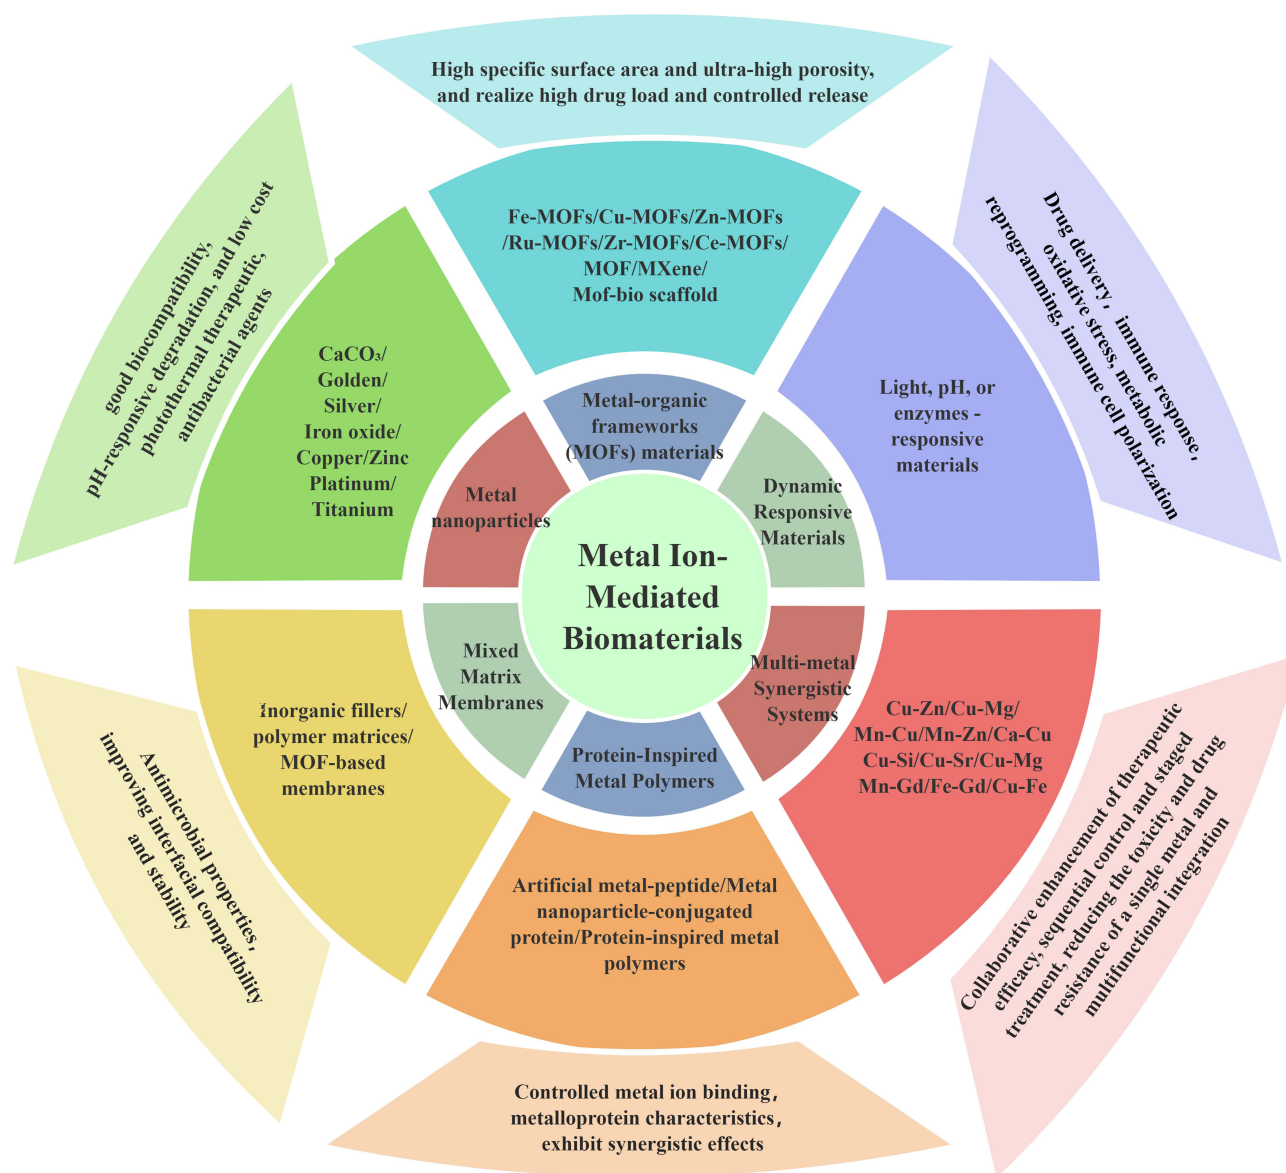 High specific surface area and ultra-high porosity,
and realize high drug load and controlled release
Fe-MOFs/Cu-MOFs/Zn-MOFs
/Ru-MOFs/Zr-MOFs/Ce-MOFs/
MOF/MXene/
Mof-bio scaffold
Metal-organic
frameworks
(MOFs) materials
Drug delivery, immune response,
oxidative stress, metabolic
reprogramming, immune cell polarization
Light, pH, or
enzymes -
responsive
materials
Dynamic
Responsive
Materials
Collaborative enhancement of therapeutic
efficacy, sequential control and staged
treatment, reducing the toxicity and drug
resistance of a single metal and
multifunctional integration
Cu-Zn/Cu-Mg/
Mn-Cu/Mn-Zn/Ca-Cu
Cu-Si/Cu-Sr/Cu-Mg
Mn-Gd/Fe-Gd/Cu-Fe
Multi-metal
Synergistic
Systems
Controlled metal ion binding,
metalloprotein characteristics,
exhibit synergistic effects
Artificial metal-peptide/Metal
nanoparticle-conjugated
protein/Protein-inspired metal
polymers
Protein-Inspired
Metal Polymers
Antimicrobial properties,
improving interfacial compatibility
and stability
Inorganic fillers/
polymer matrices/
MOF-based
membranes
Mixed
Matrix
Membranes
good biocompatibility,
pH-responsive degradation, and low cost
photothermal therapeutic,
antibacterial agents
CaCO₃/
Golden/
Silver/
Iron oxide/
Copper/Zinc
Platinum/
Titanium
Metal
nanoparticles
Metal Ion-
Mediated
Biomaterials